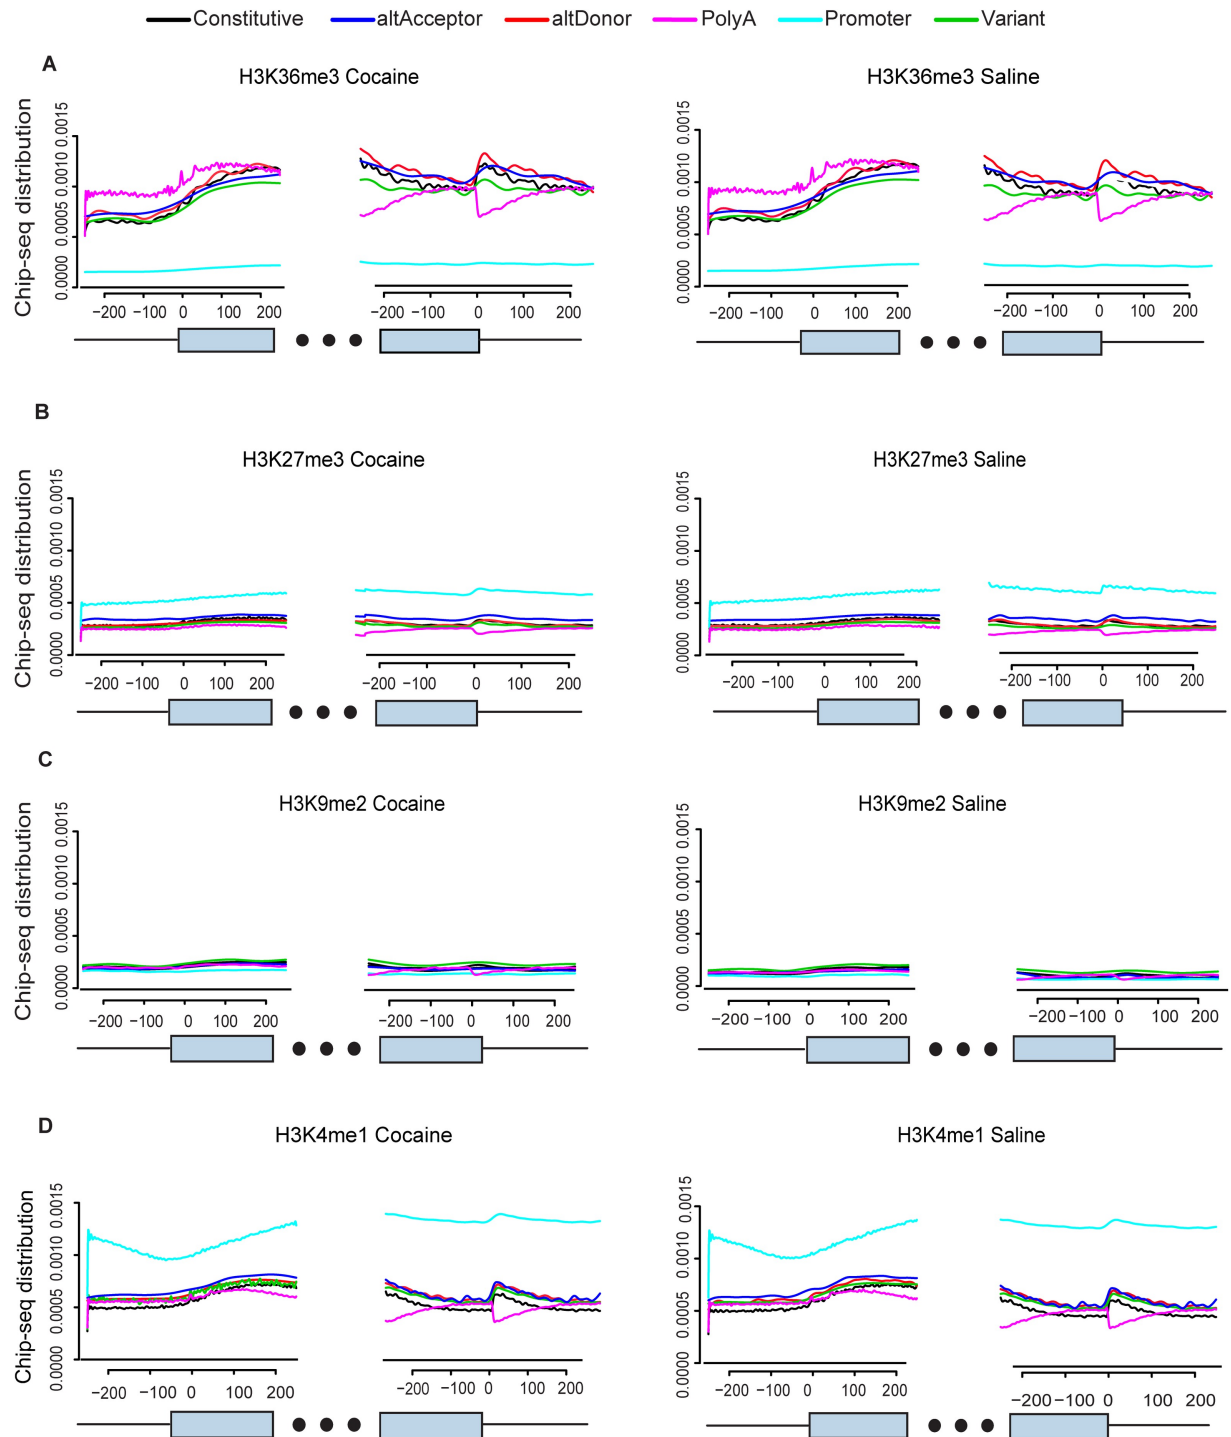 Constitutive altAcceptor altDonor PolyA Promoter Variant
A
H3K36me3 Cocaine H3K36me3 Saline
Chip-seq distribution
0.0000 0.0005 0.0010 0.0015
0.0000 0.0005 0.0010 0.0015
−200 −100 0 100 200 −200 −100 0 100 200 −200 −100 0 100 200 −200 −100 0 100 200
B
H3K27me3 Cocaine H3K27me3 Saline
Chip-seq distribution
0.0000 0.0005 0.0010 0.0015
0.0000 0.0005 0.0010 0.0015
−200 −100 0 100 200 −200 −100 0 100 200 −200 −100 0 100 200 −200 −100 0 100 200
C
H3K9me2 Cocaine H3K9me2 Saline
Chip-seq distribution
0.0000 0.0005 0.0010 0.0015
0.0000 0.0005 0.0010 0.0015
−200 −100 0 100 200 −200 −100 0 100 200 −200 −100 0 100 200 −200 −100 0 100 200
D
H3K4me1 Cocaine H3K4me1 Saline
Chip-seq distribution
0.0000 0.0005 0.0010 0.0015
0.0000 0.0005 0.0010 0.0015
−200 −100 0 100 200 −200 −100 0 100 200 −200 −100 0 100 200 −200 −100 0 100 200